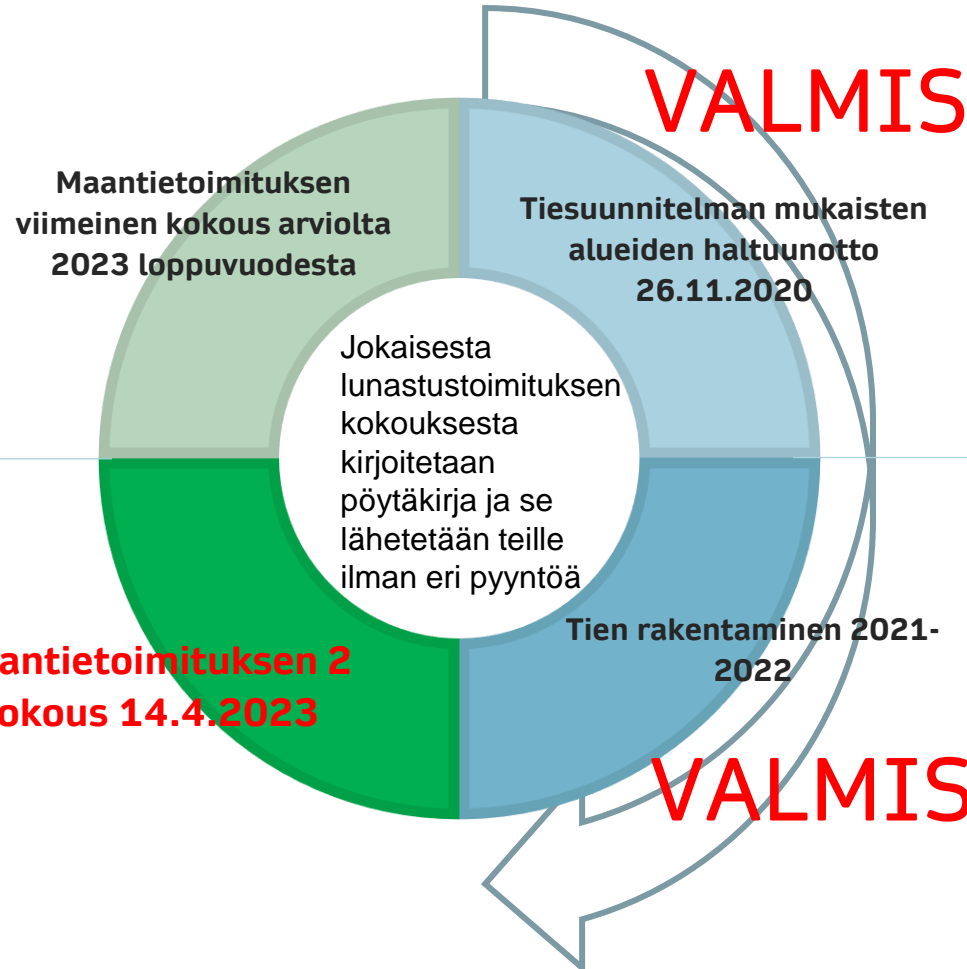 VALMIS
Maantietoimituksen
viimeinen kokous arviolta
2023 loppuvuodesta
Tiesuunnitelman mukaisten
alueiden haltuunotto
26.11.2020
Jokaisesta
lunastustoimituksen
kokouksesta
kirjoitetaan
pöytäkirja ja se
lähetetään teille
ilman eri pyyntöä
antietoimituksen 2
okous 14.4.2023
Tien rakentaminen 2021-
2022
VALMIS